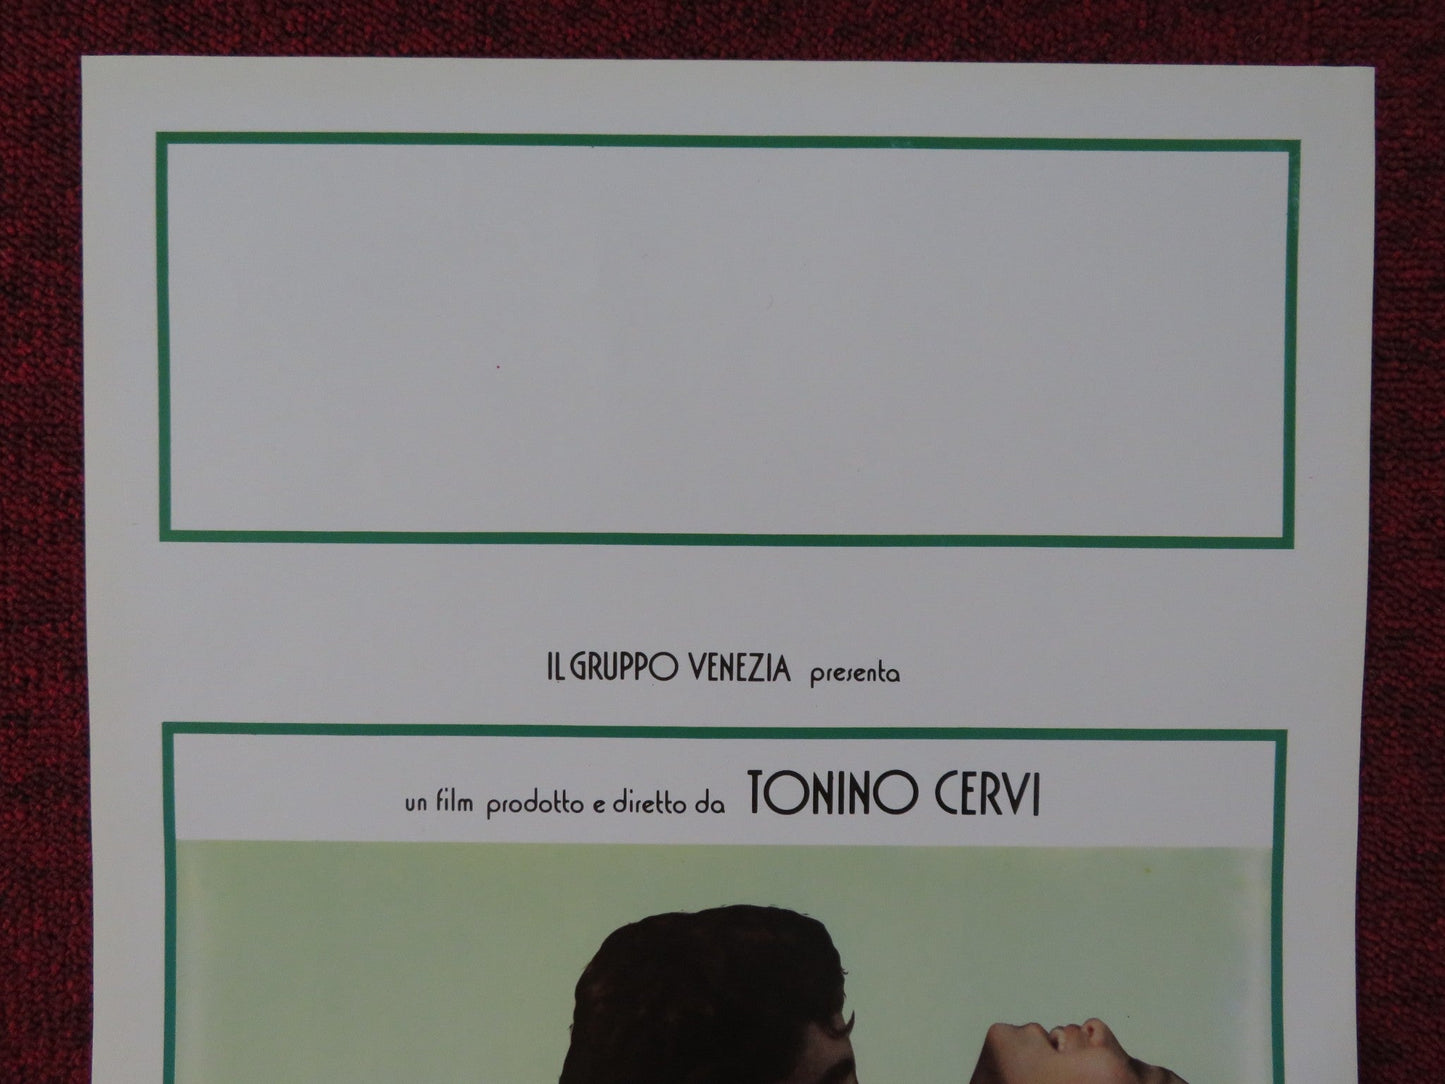 IL GRUPPO VENEZIA presenta
un film prodotto e diretto da TONINO CERVI